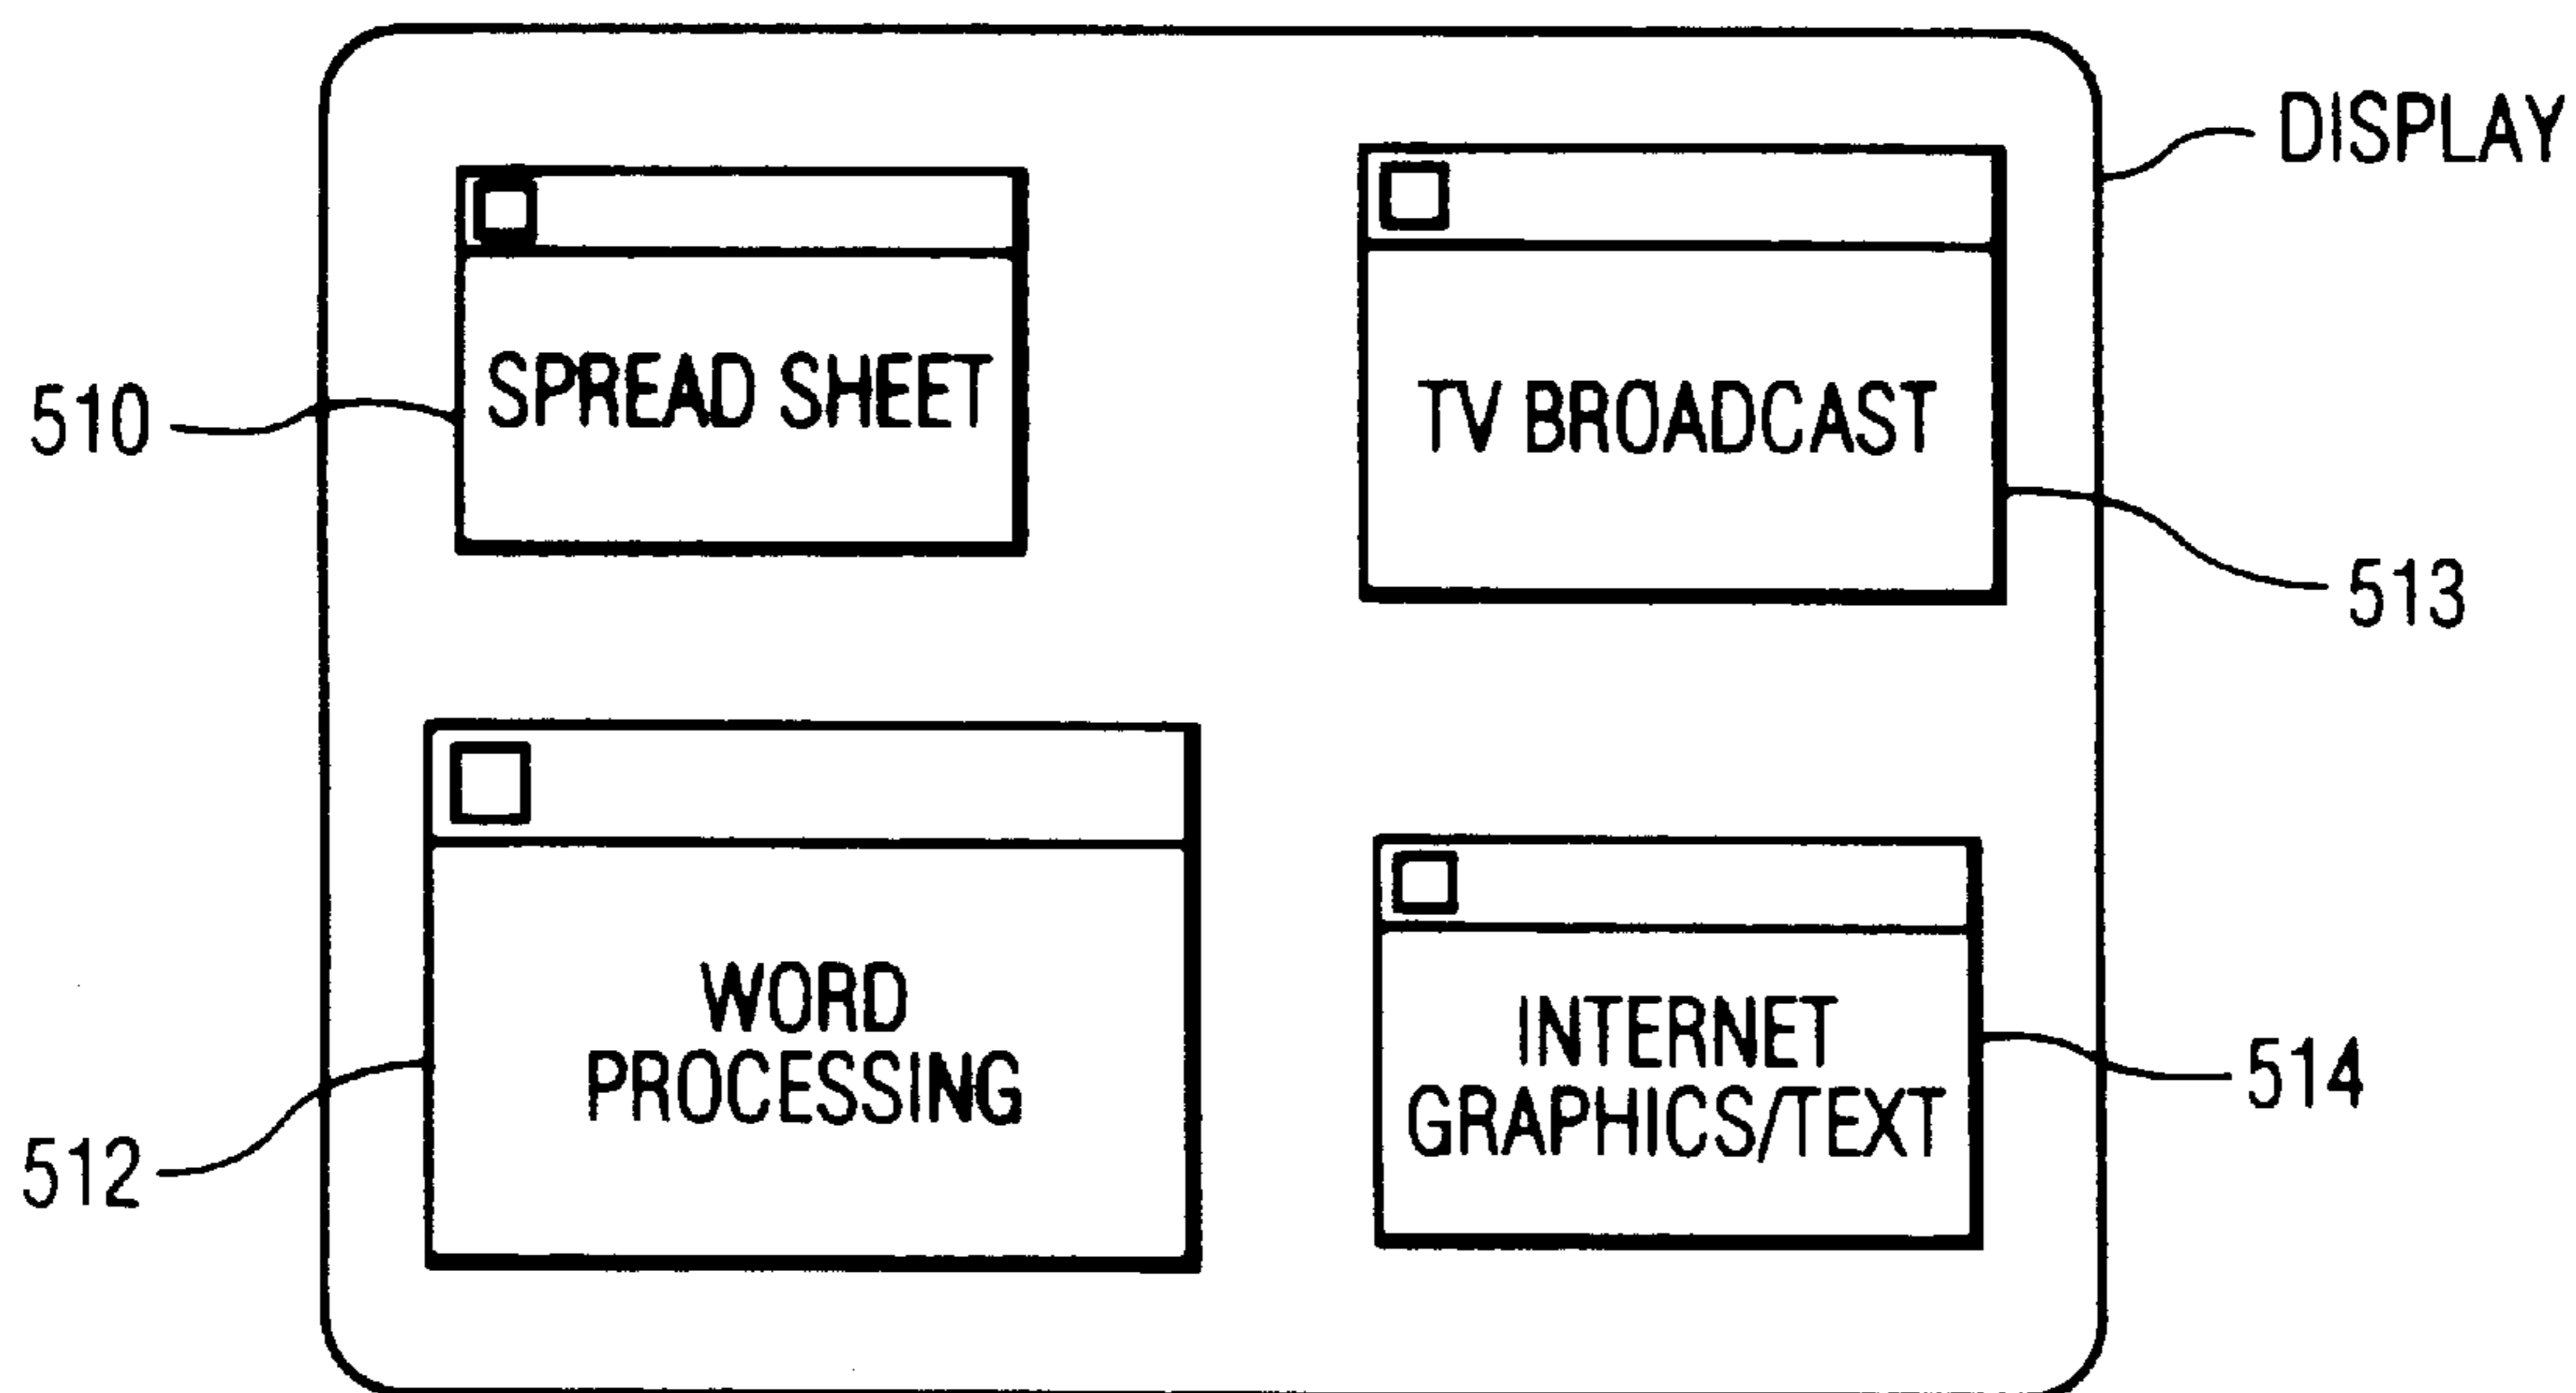 DISPLAY
SPREAD SHEET
510
TV BROADCAST
513
WORD
PROCESSING
512
INTERNET
GRAPHICS/TEXT
514